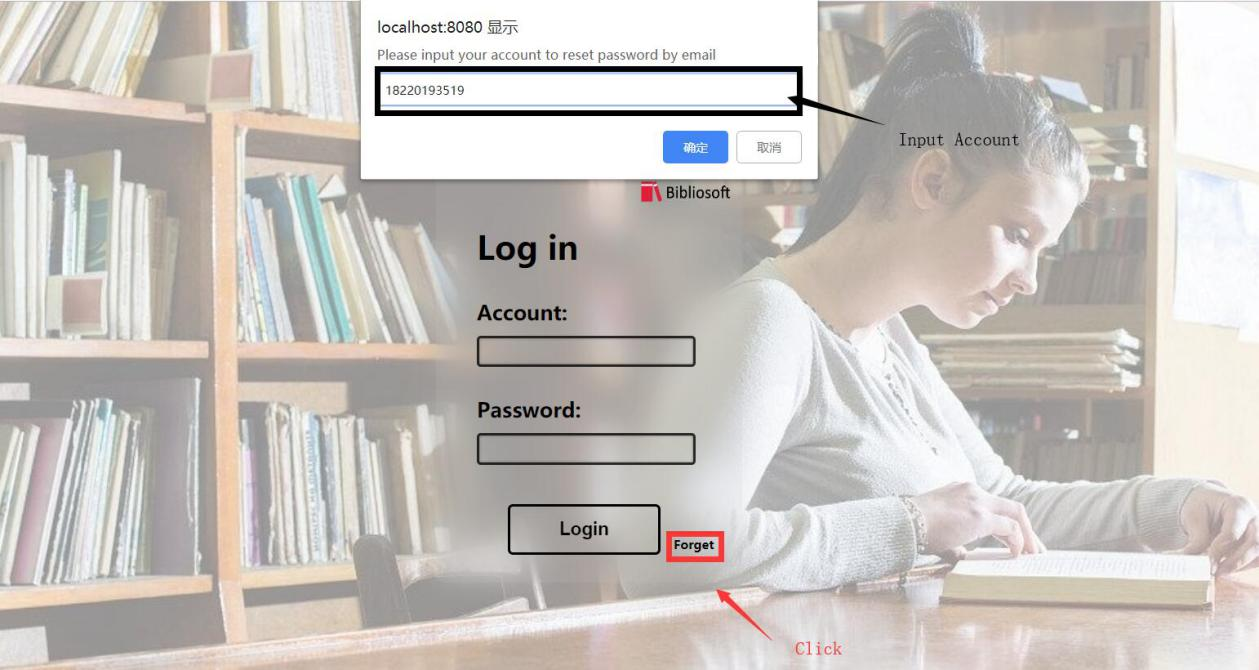 localhost:8080 显示
Please input your account to reset password by email
18220193519
确定
取消
Input Account
Bibliosoft
Log in
Account:
Password:
Login
Forget
Click